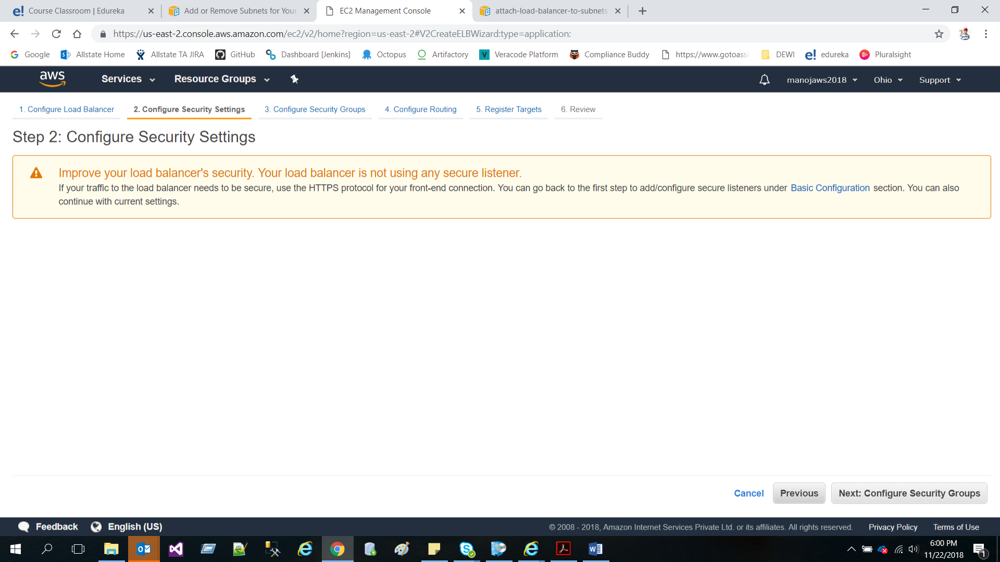 Course Classroom | Edureka
Add or Remove Subnets for Your
EC2 Management Console
attach-load-balancer-to-subnets
https://us-east-2.console.aws.amazon.com/ec2/v2/home?region=us-east-2#V2CreateELBWizard:type=application:
Google
Allstate Home
Allstate TA JIRA
GitHub
Dashboard [Jenkins]
Octopus
Artifactory
Veracode Platform
Compliance Buddy
https://www.gotoassi
DEWI
edureka
Pluralsight
aws
Services
Resource Groups
manojaws2018
Ohio
Support
1. Configure Load Balancer
2. Configure Security Settings
3. Configure Security Groups
4. Configure Routing
5. Register Targets
6. Review
Step 2: Configure Security Settings
Improve your load balancer's security. Your load balancer is not using any secure listener.
If your traffic to the load balancer needs to be secure, use the HTTPS protocol for your front-end connection. You can go back to the first step to add/configure secure listeners under Basic Configuration section. You can also
continue with current settings.
Cancel
Previous
Next: Configure Security Groups
Feedback
English (US)
© 2008 - 2018, Amazon Internet Services Private Ltd. or its affiliates. All rights reserved.
Privacy Policy
Terms of Use
6:00 PM
11/22/2018
1